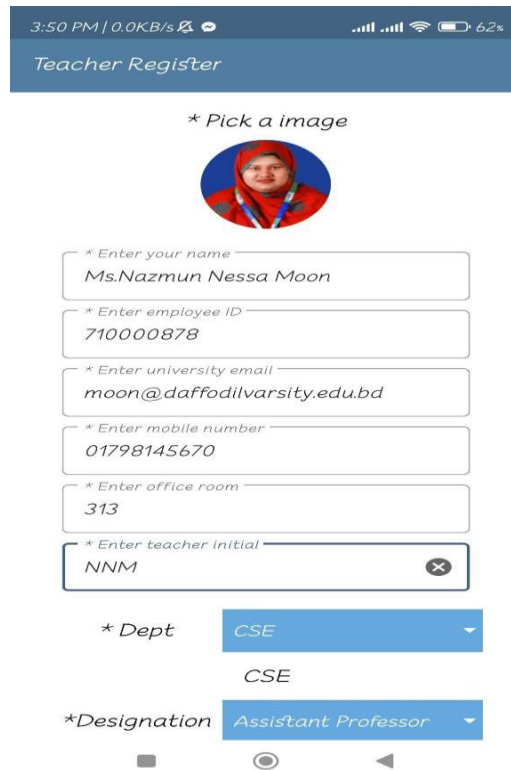 3:50 PM | 0.0KB/s 62%
Teacher Register
* Pick a image
* Enter your name
Ms.Nazmun Nessa Moon
* Enter employee ID
710000878
* Enter university email
moon@daffodilvarsity.edu.bd
* Enter mobile number
01798145670
* Enter office room
313
* Enter teacher initial
NNM
* Dept CSE
CSE
*Designation Assistant Professor